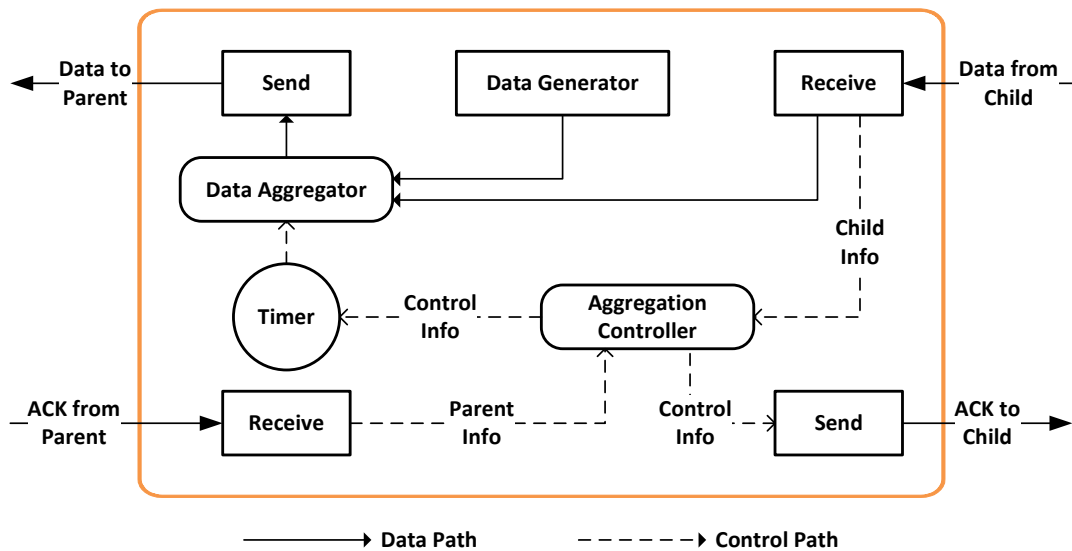 Data to
Parent
Send
Data Generator
Receive
Data from
Child
Data Aggregator
Child
Info
Timer
Control
Info
Aggregation
Controller
ACK from
Parent
Receive
Parent
Info
Control
Info
Send
ACK to
Child
Data Path
Control Path